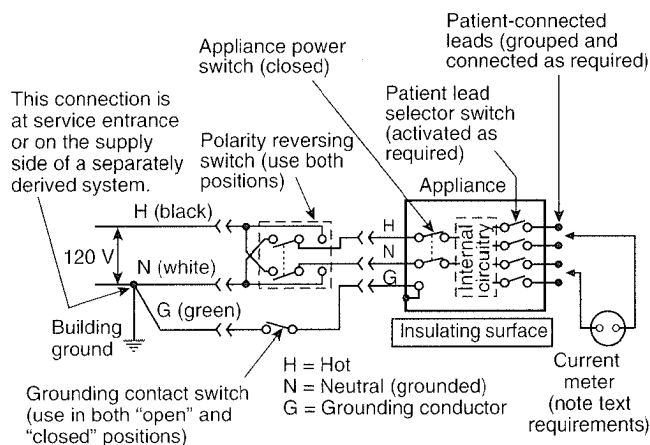 Patient-connected
leads (grouped and
connected as required)
Appliance power
switch (closed)
This connection is
at service entrance
or on the supply
side of a separately
derived system.
Patient lead
selector switch
(activated as
required)
Polarity reversing
switch (use both
positions)
Appliance
H (black)
H
120 V
N (white)
N
Internal
circuitry
G
G (green)
Building
ground
Insulating surface
H = Hot
N = Neutral (grounded)
G = Grounding conductor
Grounding contact switch
(use in both “open” and
“closed” positions)
Current
meter
(note text
requirements)